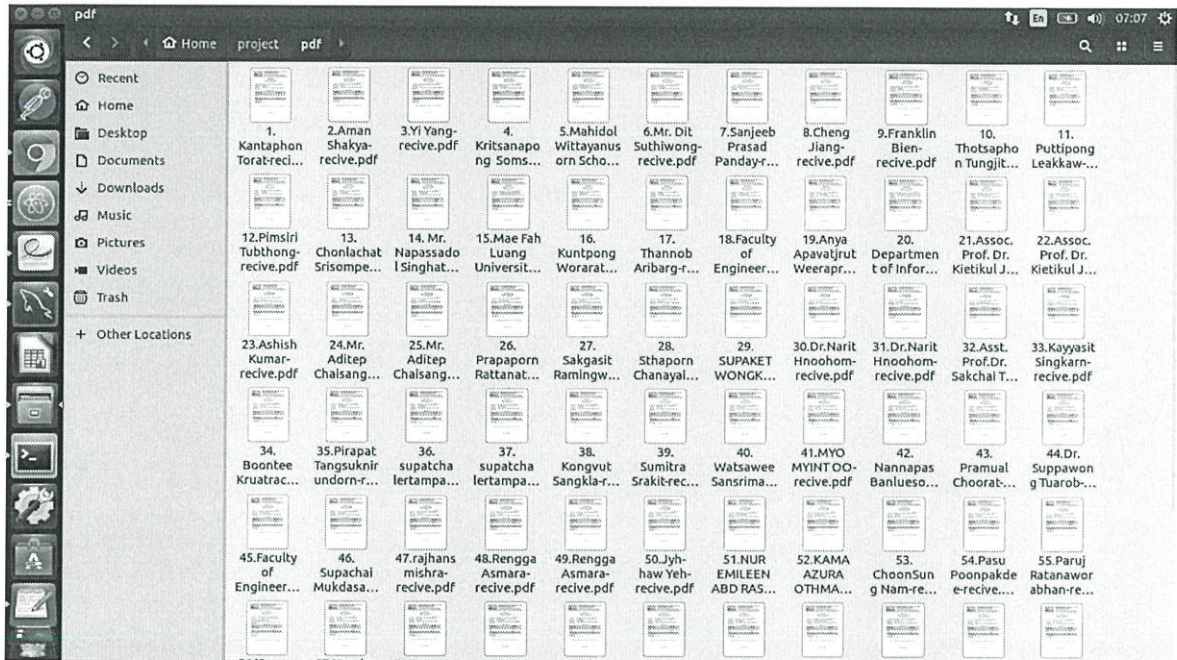 pdf
En
07:07
Home project pdf
Recent
Home
Desktop
Documents
Downloads
Music
Pictures
Videos
Trash
+ Other Locations
1.
Kantaphon
Torat-reci...
2.Aman
Shakya-
recive.pdf
3.Yi Yang-
recive.pdf
4.
Kritsanapo
ng Soms...
5.Mahidol
Wittayanus
orn Scho...
6.Mr. Dit
Suthiwong-
recive.pdf
7.Sanjeeb
Prasad
Panday-r...
8.Cheng
Jiang-
recive.pdf
9.Franklin
Bien-
recive.pdf
10.
Thotsapho
n Tungjit...
11.
Puttipong
Leakkaw-...
12.Pimsiri
Tubthong-
recive.pdf
13.
Chonlachat
Srisompe...
14. Mr.
Napassado
l Singhat...
15.Mae Fah
Luang
Universit...
16.
Kuntpong
Worarat...
17.
Thannob
Aribarg-r...
18.Faculty
of
Engineer...
19.Anya
Apavatjrut
Weerapr...
20.
Departmen
t of Infor...
21.Assoc.
Prof. Dr.
Kietikul J...
22.Assoc.
Prof. Dr.
Kietikul J...
23.Ashish
Kumar-
recive.pdf
24.Mr.
Aditep
Chaisang...
25.Mr.
Aditep
Chaisang...
26.
Prapaporn
Rattanat...
27.
Sakgasit
Ramingw...
28.
Sthaporn
Chanayai...
29.
SUPAKET
WONGK...
30.Dr.Narit
Hnoohom-
recive.pdf
31.Dr.Narit
Hnoohom-
recive.pdf
32.Asst.
Prof.Dr.
Sakchai T...
33.Kayyasit
Singkarn-
recive.pdf
34.
Boontee
Kruatrac...
35.Pirapat
Tangsuknir
undorn-r...
36.
supatcha
lertampa...
37.
supatcha
lertampa...
38.
Kongvut
Sangkla-r...
39.
Sumitra
Srakit-rec...
40.
Watsawee
Sansrima...
41.MYO
MYINT OO-
recive.pdf
42.
Nannapas
Banlueso...
43.
Pramual
Choorat-...
44.Dr.
Suppawon
g Tuarob-...
45.Faculty
of
Engineer...
46.
Supachai
Mukdasa...
47.rajhans
mishra-
recive.pdf
48.Rengga
Asmara-
recive.pdf
49.Rengga
Asmara-
recive.pdf
50.Jyh-
haw Yeh-
recive.pdf
51.NUR
EMILEEN
ABD RAS...
52.KAMA
AZURA
OTHMA...
53.
ChoonSun
g Nam-re...
54.Pasu
Poonpakde
e-recive....
55.Paruj
Ratanawor
abhan-re...